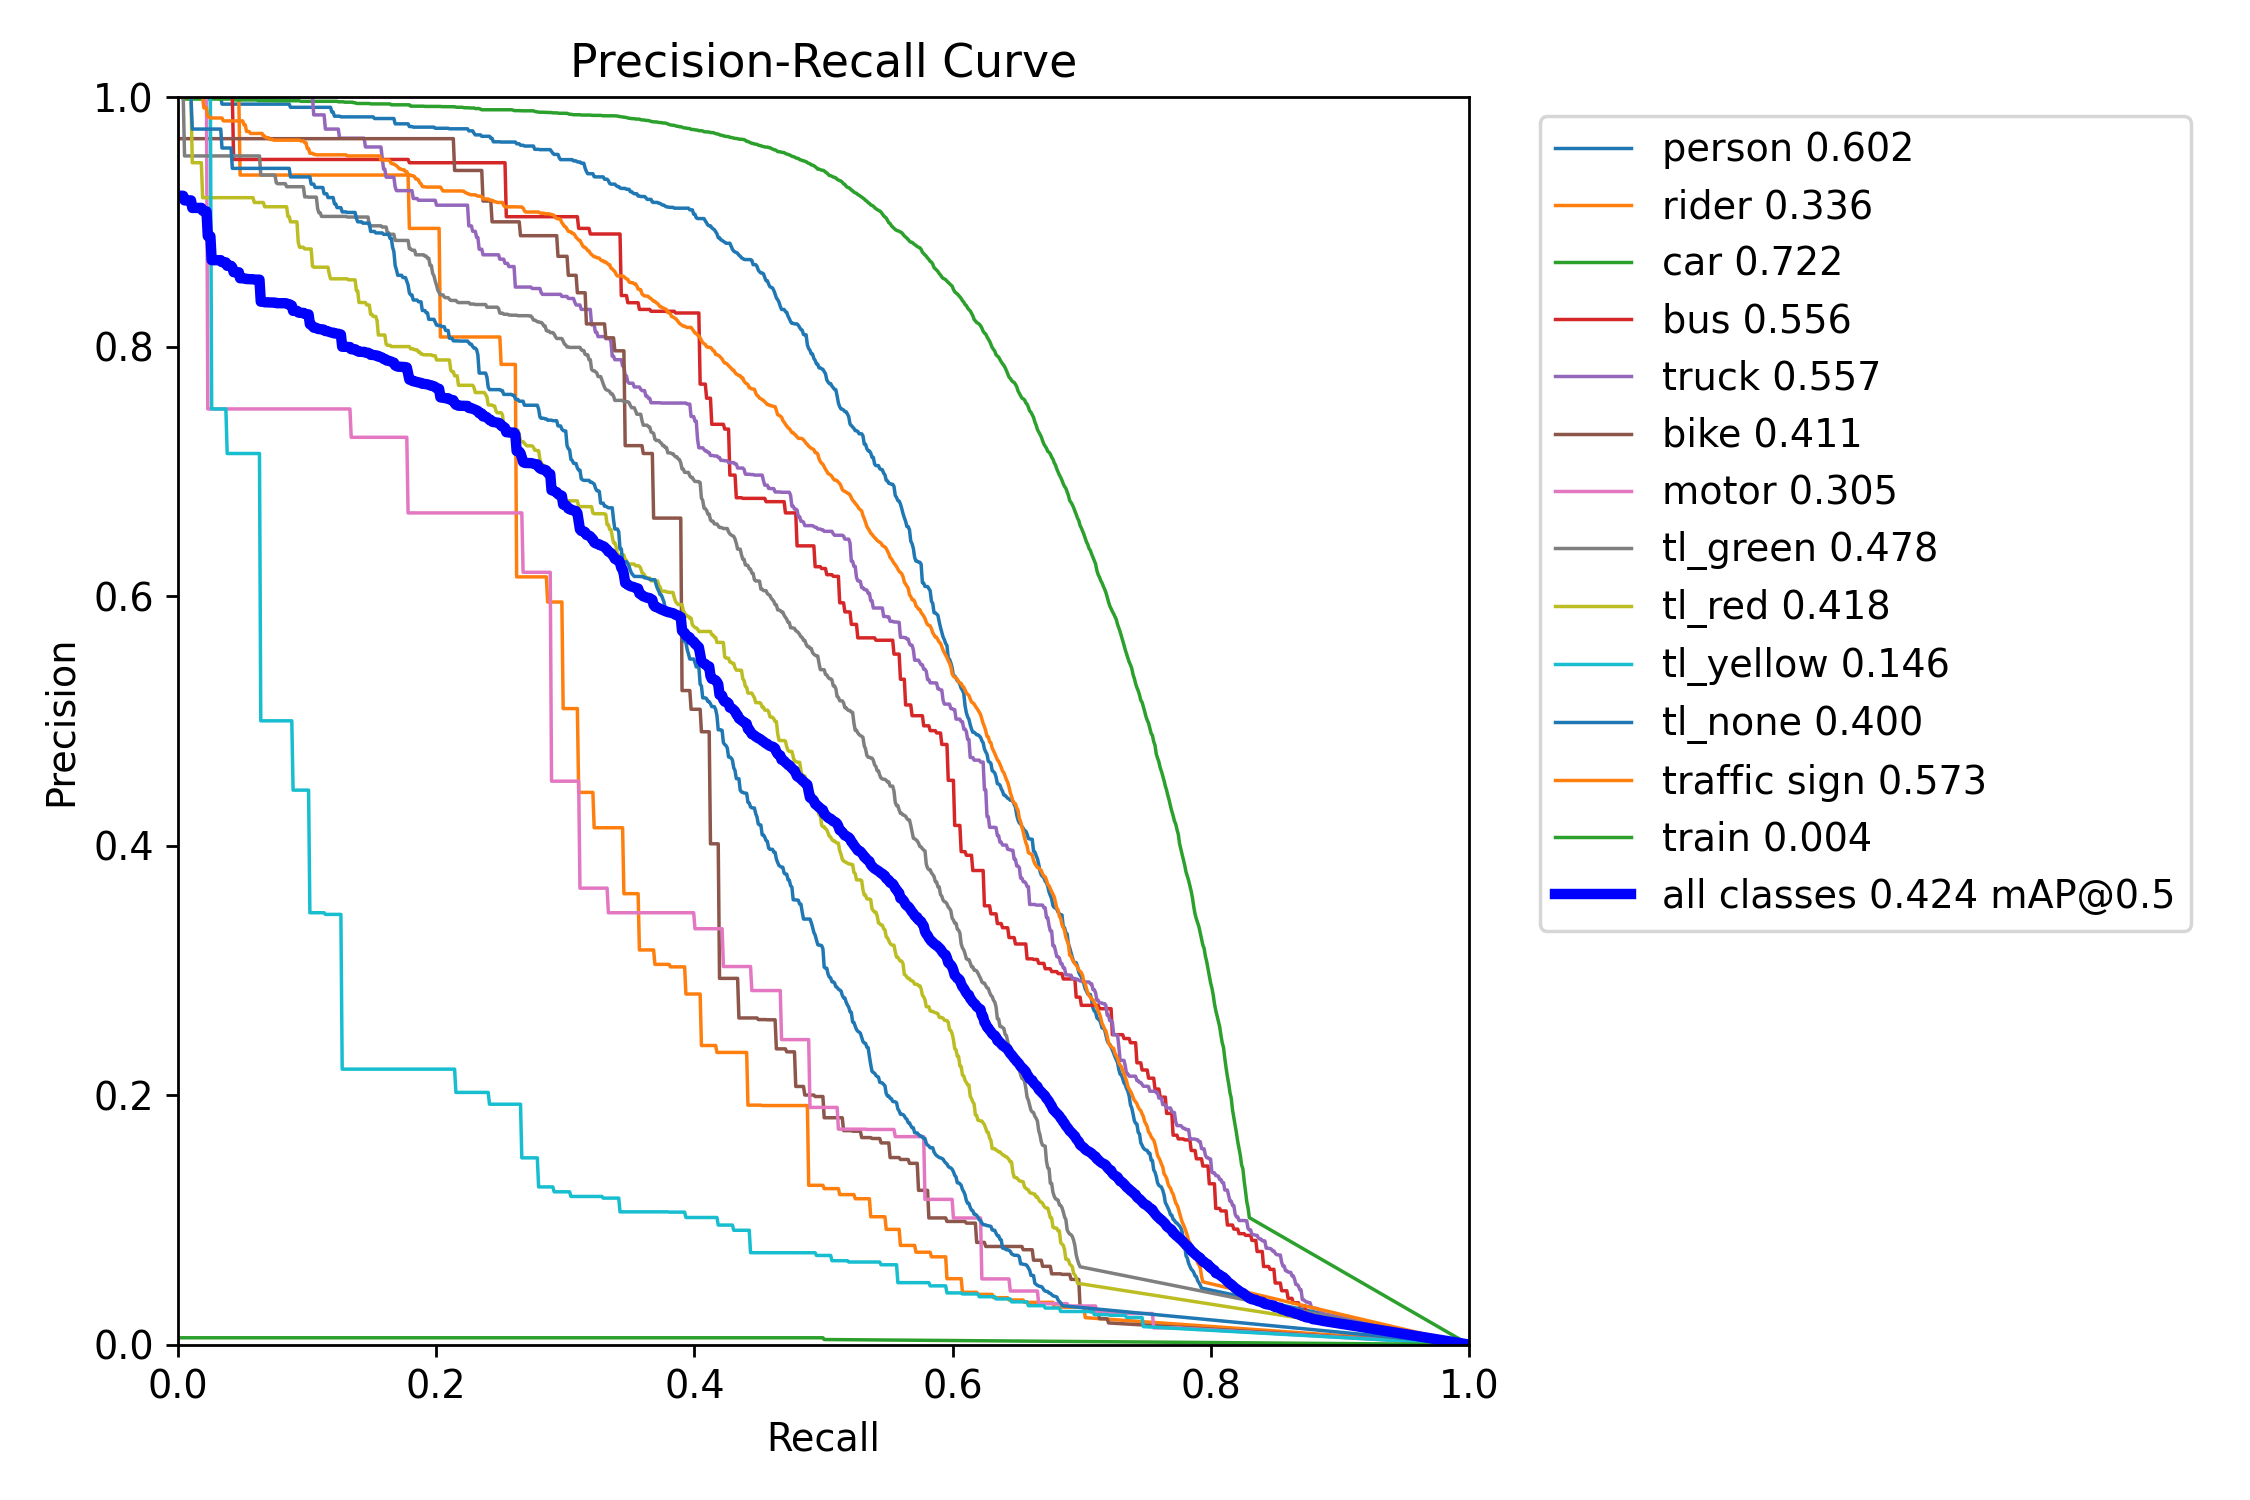 Precision-Recall Curve
1.0
0.8
0.6
0.4
0.2
0.0
Precision
0.0 0.2 0.4 0.6 0.8 1.0
Recall
person 0.602
rider 0.336
car 0.722
bus 0.556
truck 0.557
bike 0.411
motor 0.305
tl_green 0.478
tl_red 0.418
tl_yellow 0.146
tl_none 0.400
traffic sign 0.573
train 0.004
all classes 0.424 mAP@0.5